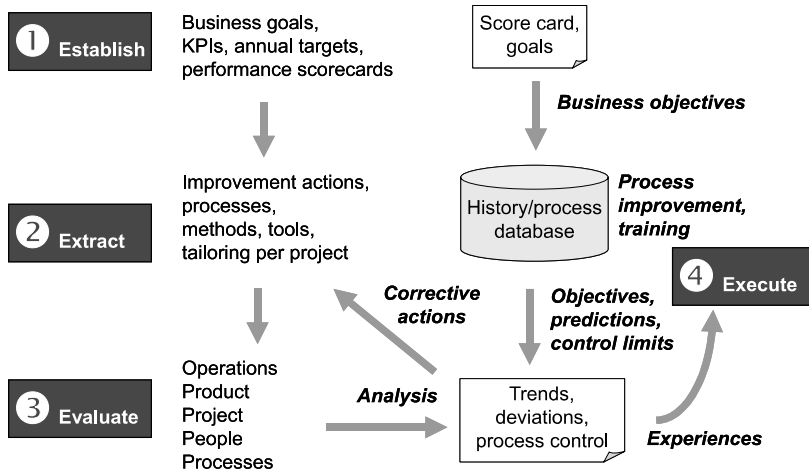 1 Establish
Business goals,
KPIs, annual targets,
performance scorecards
Score card,
goals
Business objectives
2 Extract
Improvement actions,
processes,
methods, tools,
tailoring per project
History/process
database
Process
improvement,
training
4 Execute
Corrective
actions
Objectives,
predictions,
control limits
3 Evaluate
Operations
Product
Project
People
Processes
Analysis
Trends,
deviations,
process control
Experiences